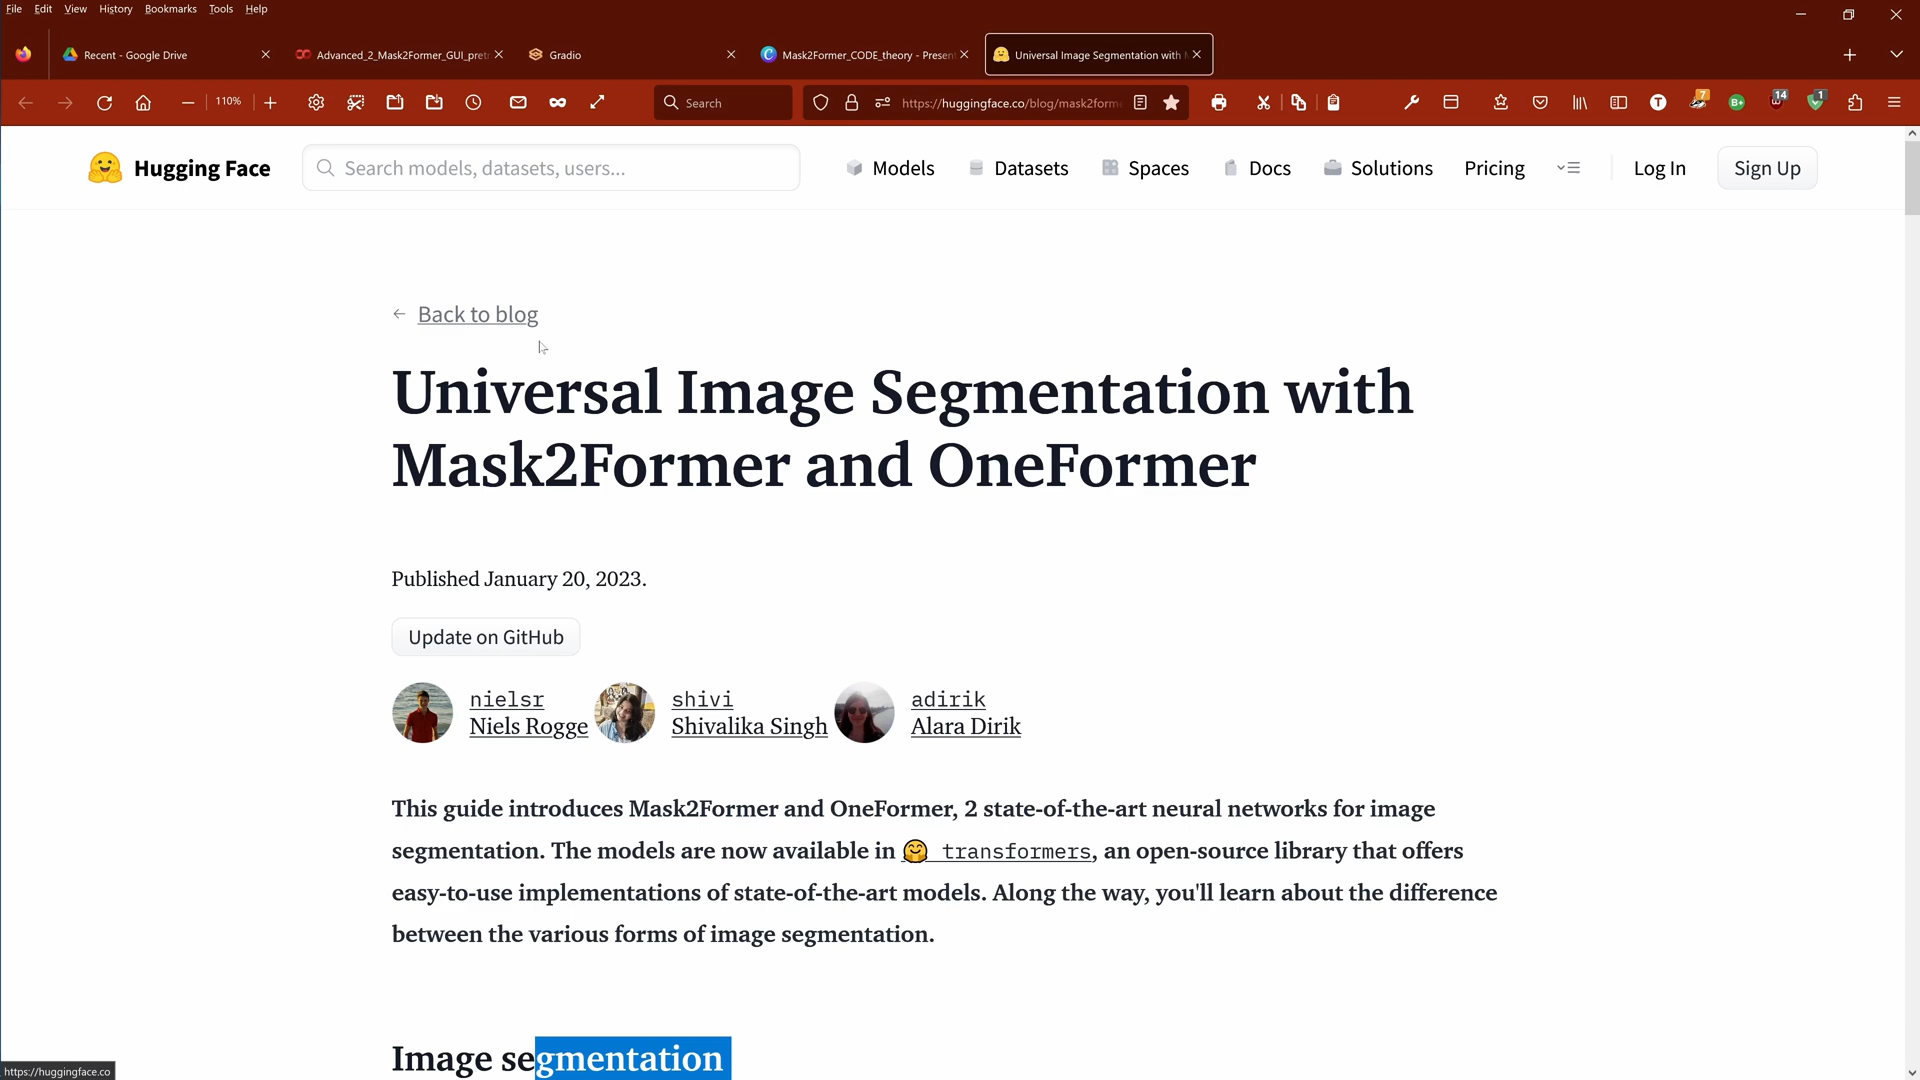 File Edit View History Bookmarks Tools Help
Recent - Google Drive
Advanced_2_Mask2Former_GUI_pret
Gradio
Mask2Former_CODE_theory - Presen
Universal Image Segmentation with
110%
Search
https://huggingface.co/blog/mask2form
7
B+
14
1
T
Hugging Face
Search models, datasets, users...
Models
Datasets
Spaces
Docs
Solutions
Pricing
Log In
Sign Up
← Back to blog
Universal Image Segmentation with
Mask2Former and OneFormer
Published January 20, 2023.
Update on GitHub
nielsr
Niels Rogge
shivi
Shivalika Singh
adirik
Alara Dirik
This guide introduces Mask2Former and OneFormer, 2 state-of-the-art neural networks for image
segmentation. The models are now available in 🤗 transformers, an open-source library that offers
easy-to-use implementations of state-of-the-art models. Along the way, you'll learn about the difference
between the various forms of image segmentation.
Image segmentation
https://huggingface.co